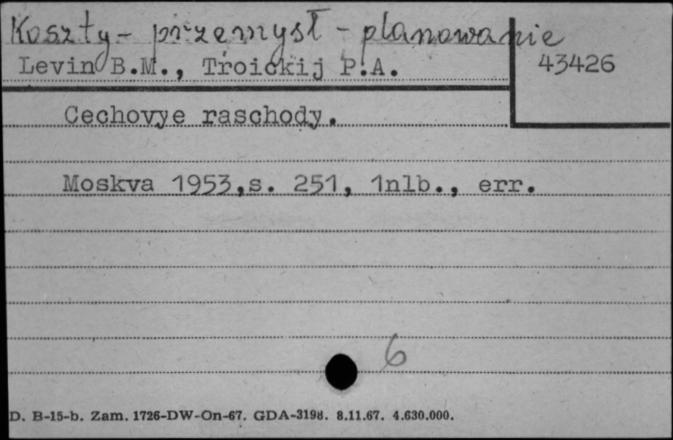 Koszty - przemysł - planowanie
Levin B.M., Troickij P.A.
43426
Cechovye raschody.
Moskva 1953,s. 251, 1nlb., err.
6
D. B-15-b. Zam. 1726-DW-On-67. GDA-3198. 8.11.67. 4.630.000.